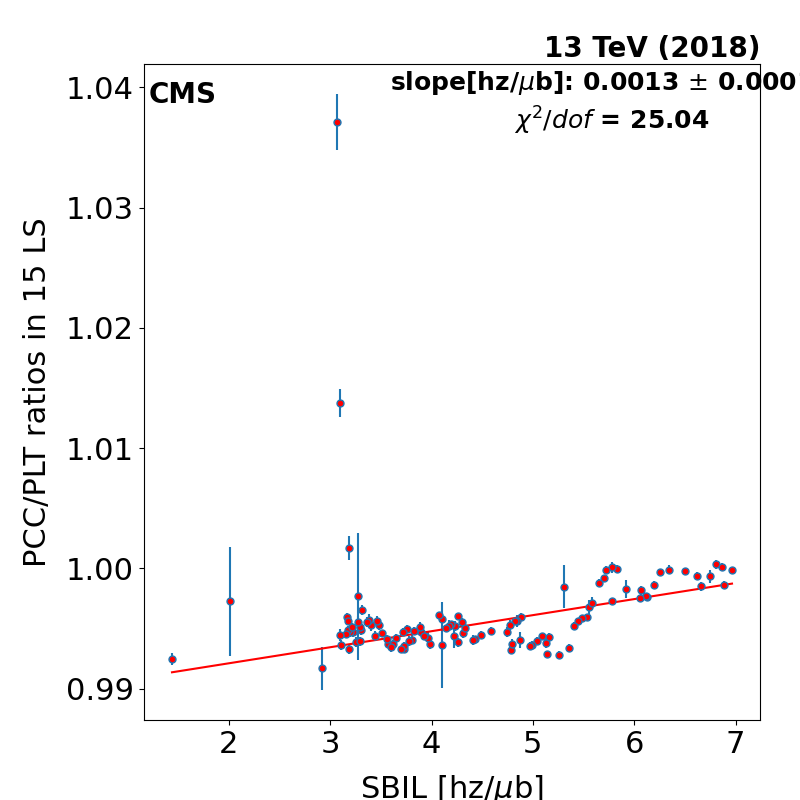 13 TeV (2018)
CMS
slope[hz/μb]: 0.0013 ± 0.000
χ²/dof = 25.04
PCC/PLT ratios in 15 LS
1.04
1.03
1.02
1.01
1.00
0.99
2 3 4 5 6 7
SBIL [hz/μb]